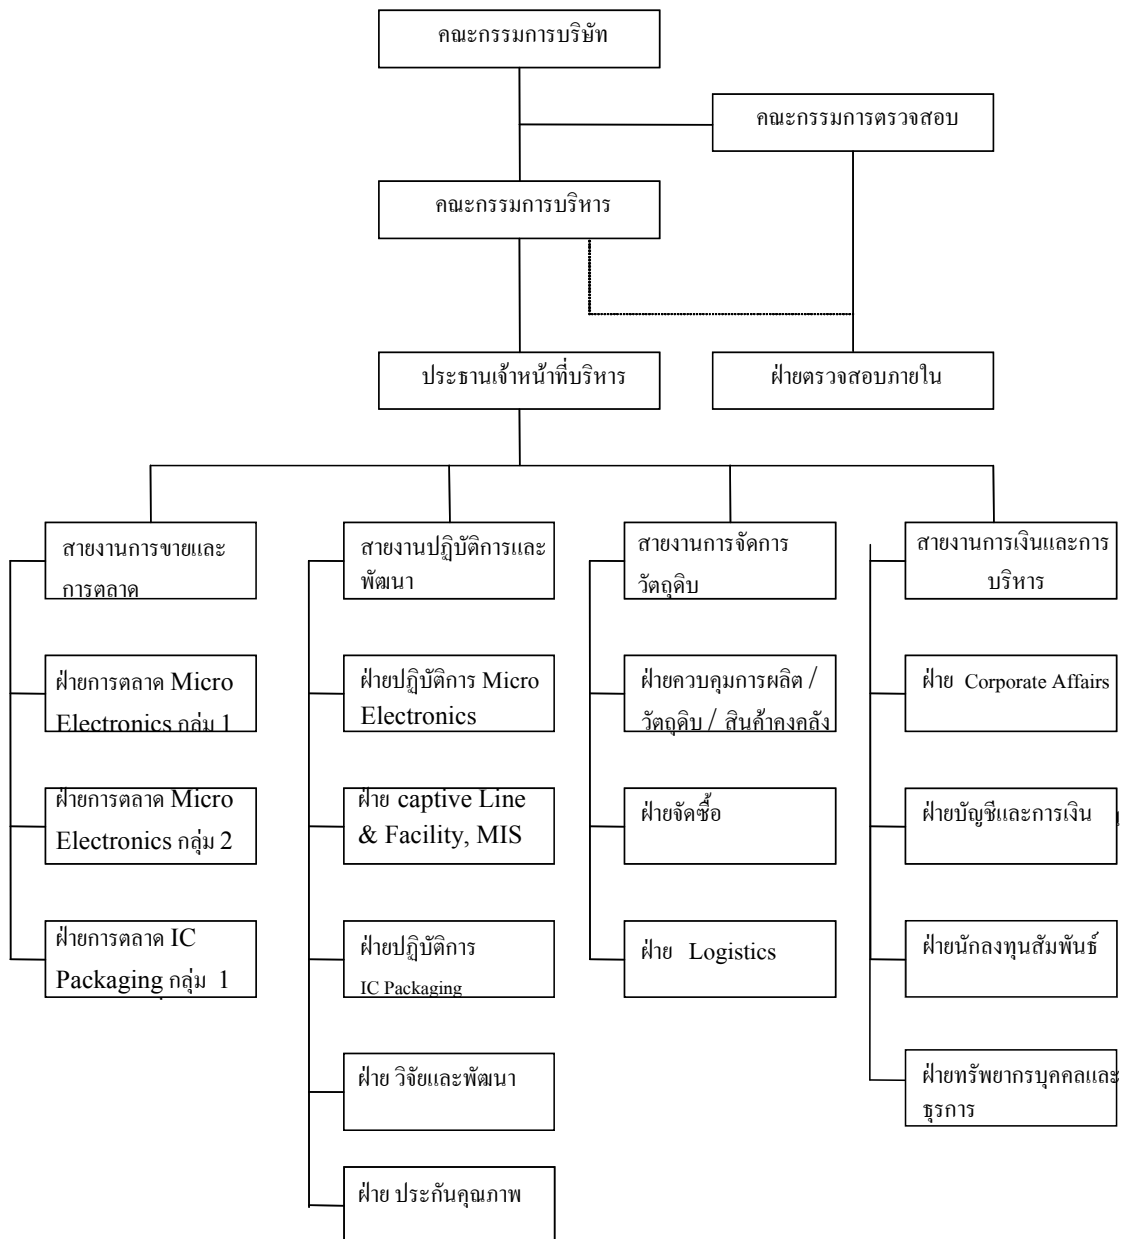 คณะกรรมการบริษัท
คณะกรรมการตรวจสอบ
คณะกรรมการบริหาร
ประธานเจ้าหน้าที่บริหาร
ฝ่ายตรวจสอบภายใน
สายงานการขายและ
การตลาด
สายงานปฏิบัติการและ
พัฒนา
สายงานการจัดการ
วัตถุดิบ
สายงานการเงินและการ
บริหาร
ฝ่ายการตลาด Micro
Electronics กลุ่ม 1
ฝ่ายปฏิบัติการ Micro
Electronics
ฝ่ายควบคุมการผลิต /
วัตถุดิบ / สินค้าคงคลัง
ฝ่าย Corporate Affairs
ฝ่ายการตลาด Micro
Electronics กลุ่ม 2
ฝ่าย captive Line
& Facility, MIS
ฝ่ายจัดซื้อ
ฝ่ายบัญชีและการเงิน
ฝ่ายการตลาด IC
Packaging กลุ่ม 1
ฝ่ายปฏิบัติการ
IC Packaging
ฝ่าย Logistics
ฝ่ายนักลงทุนสัมพันธ์
ฝ่าย วิจัยและพัฒนา
ฝ่ายทรัพยากรบุคคลและ
ธุรการ
ฝ่าย ประกันคุณภาพ